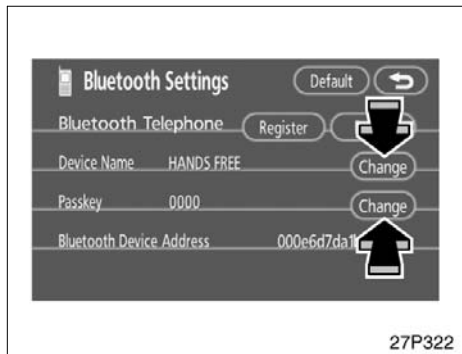 Bluetooth Settings Default
Bluetooth Telephone Register
Device Name HANDS FREE Change
Passkey 0000 Change
Bluetooth Device Address 000e6d7da1
27P322